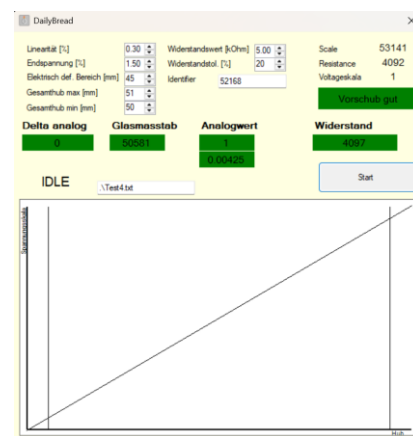 DailyBread
Linearität [%] 0.30 Widerstandswert [kOhm] 5.00 Scale 53141
Endspannung [%] 1.50 Widerstandstol. [%] 20 Resistance 4092
Elektrisch def. Bereich [mm] 45 Identifier 52168 Voltageskala 1
Gesamthub max [mm] 51 Vorschub gut
Gesamthub min [mm] 50
Delta analog Glasmasstab Analogwert Widerstand
0 50581 1 4097
0.00425
IDLE .\Test4.txt Start
Spannungsskala
Hub